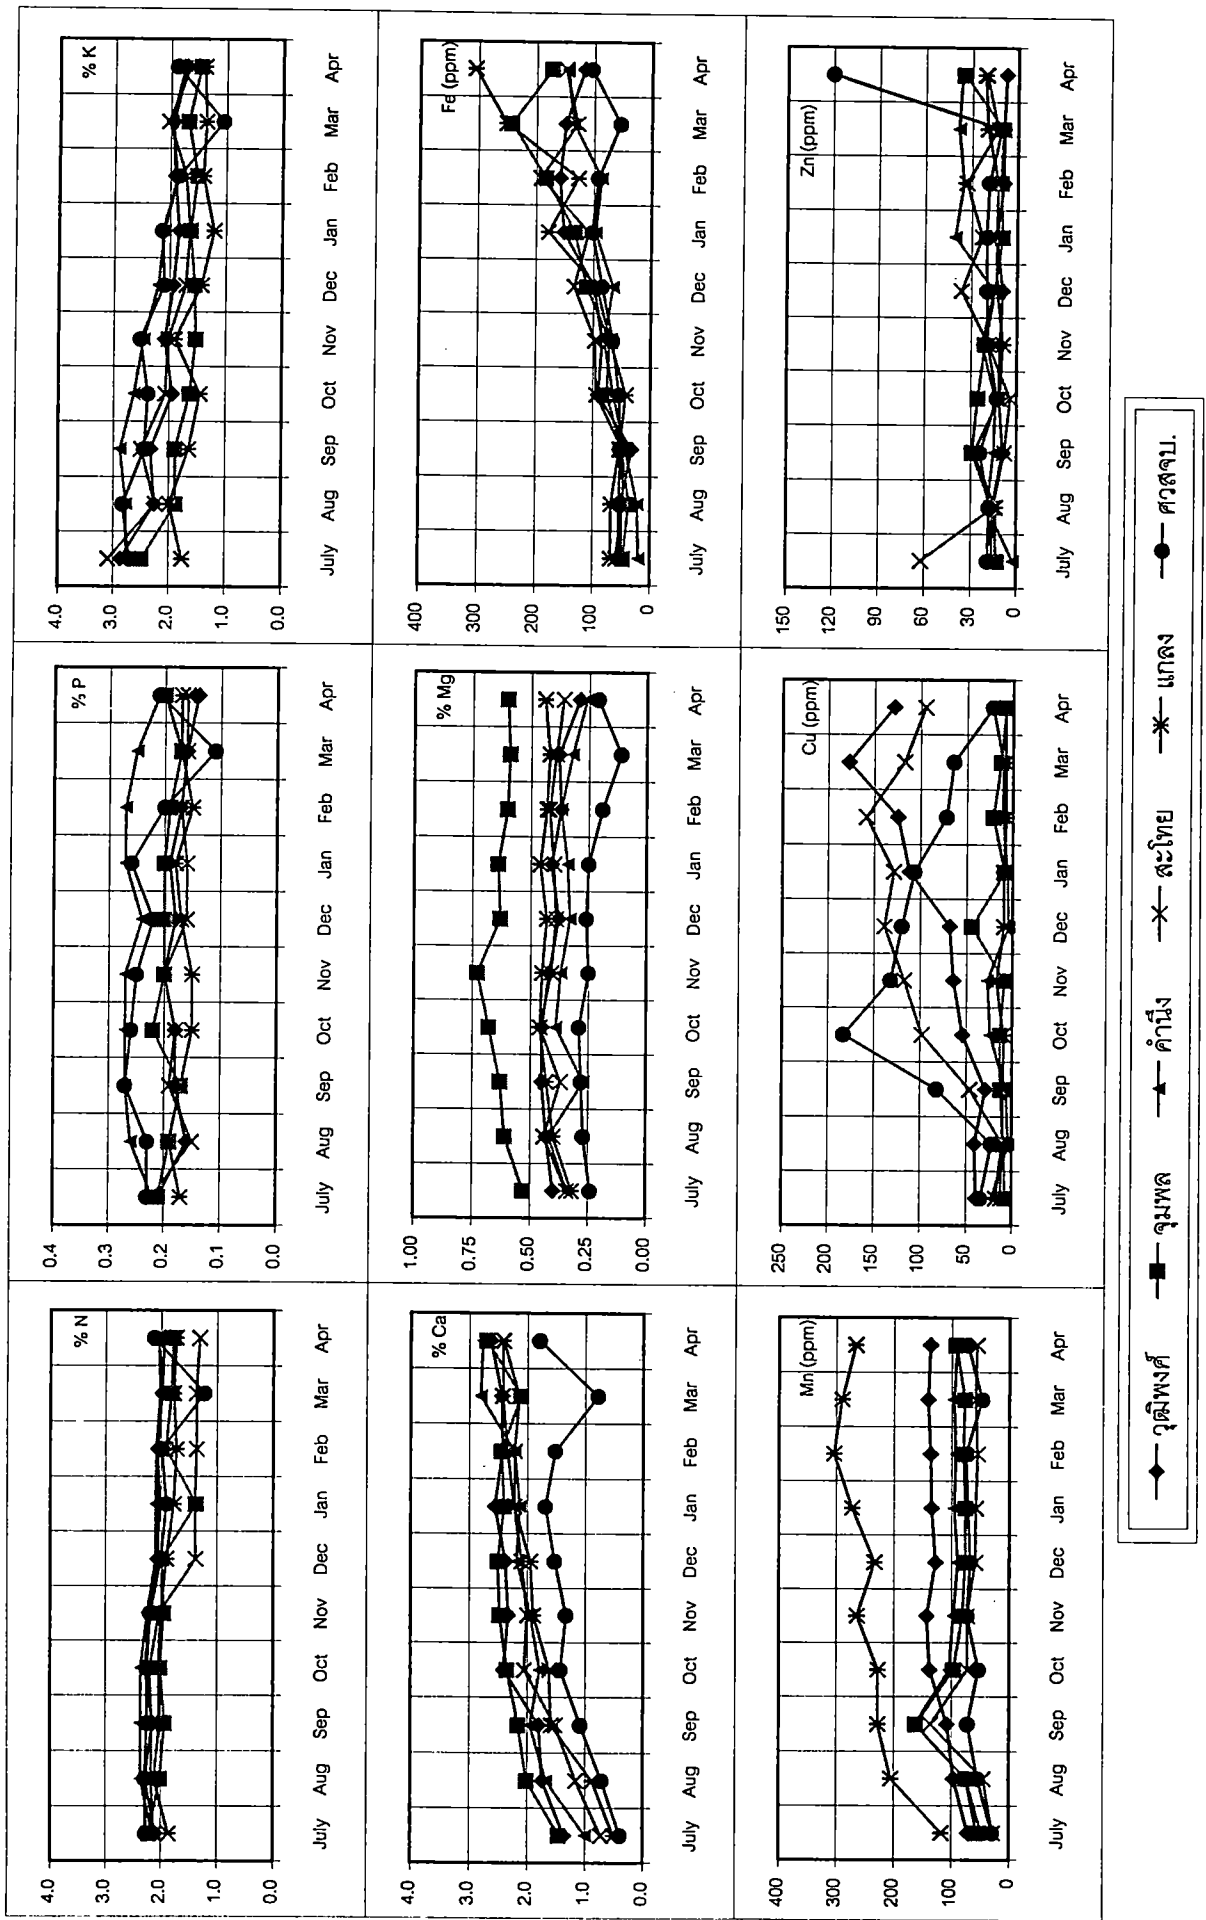 % N
4.0
3.0
2.0
1.0
0.0
July Aug Sep Oct Nov Dec Jan Feb Mar Apr
% P
0.4
0.3
0.2
0.1
0.0
July Aug Sep Oct Nov Dec Jan Feb Mar Apr
% K
4.0
3.0
2.0
1.0
0.0
July Aug Sep Oct Nov Dec Jan Feb Mar Apr
% Ca
4.0
3.0
2.0
1.0
0.0
July Aug Sep Oct Nov Dec Jan Feb Mar Apr
% Mg
1.00
0.75
0.50
0.25
0.00
July Aug Sep Oct Nov Dec Jan Feb Mar Apr
Fe (ppm)
400
300
200
100
0
July Aug Sep Oct Nov Dec Jan Feb Mar Apr
Mn (ppm)
400
300
200
100
0
July Aug Sep Oct Nov Dec Jan Feb Mar Apr
Cu (ppm)
250
200
150
100
50
0
July Aug Sep Oct Nov Dec Jan Feb Mar Apr
Zn (ppm)
150
120
90
60
30
0
July Aug Sep Oct Nov Dec Jan Feb Mar Apr
วุฒิพงศ์ จุมพล คำนึง สะโทย แกลง ศวสจบ.